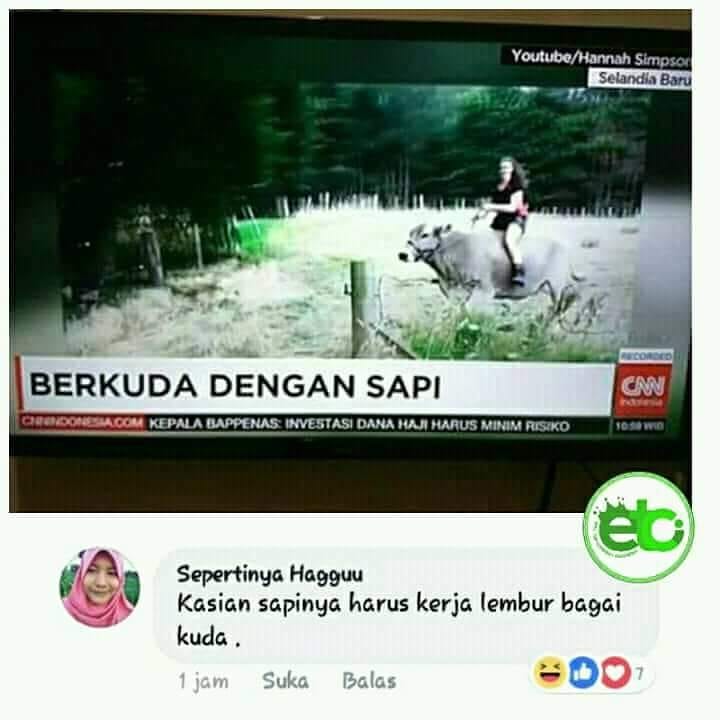 Youtube/Hannah Simpson
Selandia Baru
RECORDED
BERKUDA DENGAN SAPI
CNN
Indonesia
CNNINDONESIA.COM KEPALA BAPPENAS: INVESTASI DANA HAJI HARUS MINIM RISIKO 10:59 WIB
etc
Sepertinya Hagguu
Kasian sapinya harus kerja lembur bagai
kuda .
1 jam Suka Balas 7